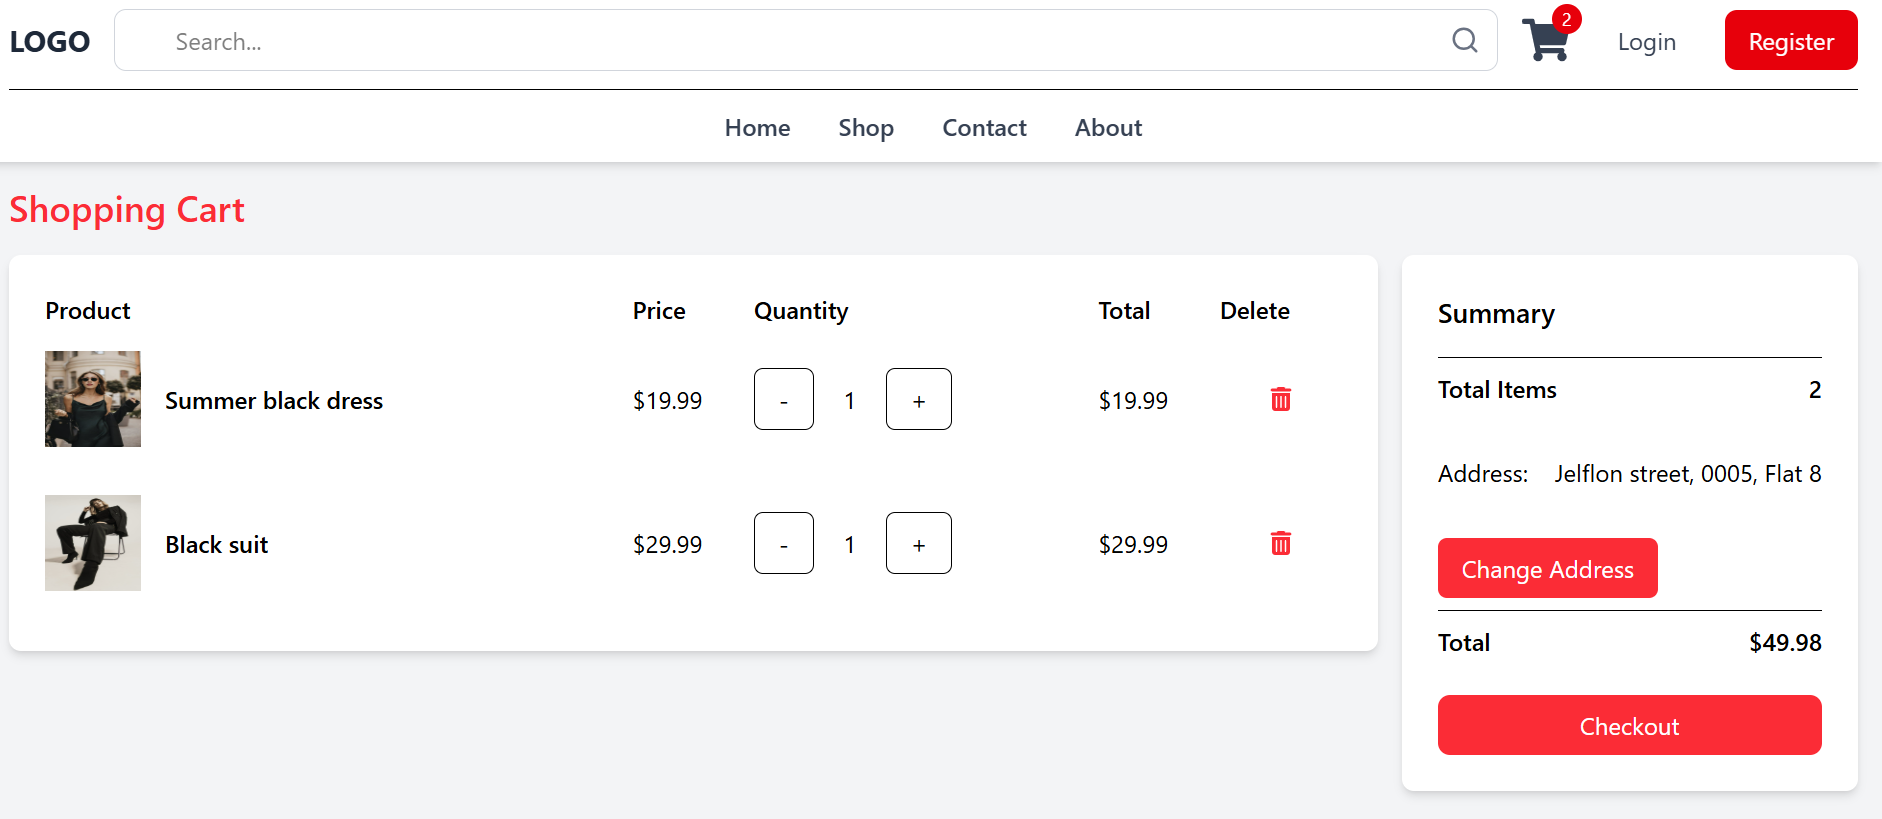 LOGO
Search...
2
Login
Register
Home Shop Contact About
Shopping Cart
Product Price Quantity Total Delete
Summer black dress $19.99 - 1 + $19.99
Black suit $29.99 - 1 + $29.99
Summary
Total Items 2
Address: Jelflon street, 0005, Flat 8
Change Address
Total $49.98
Checkout